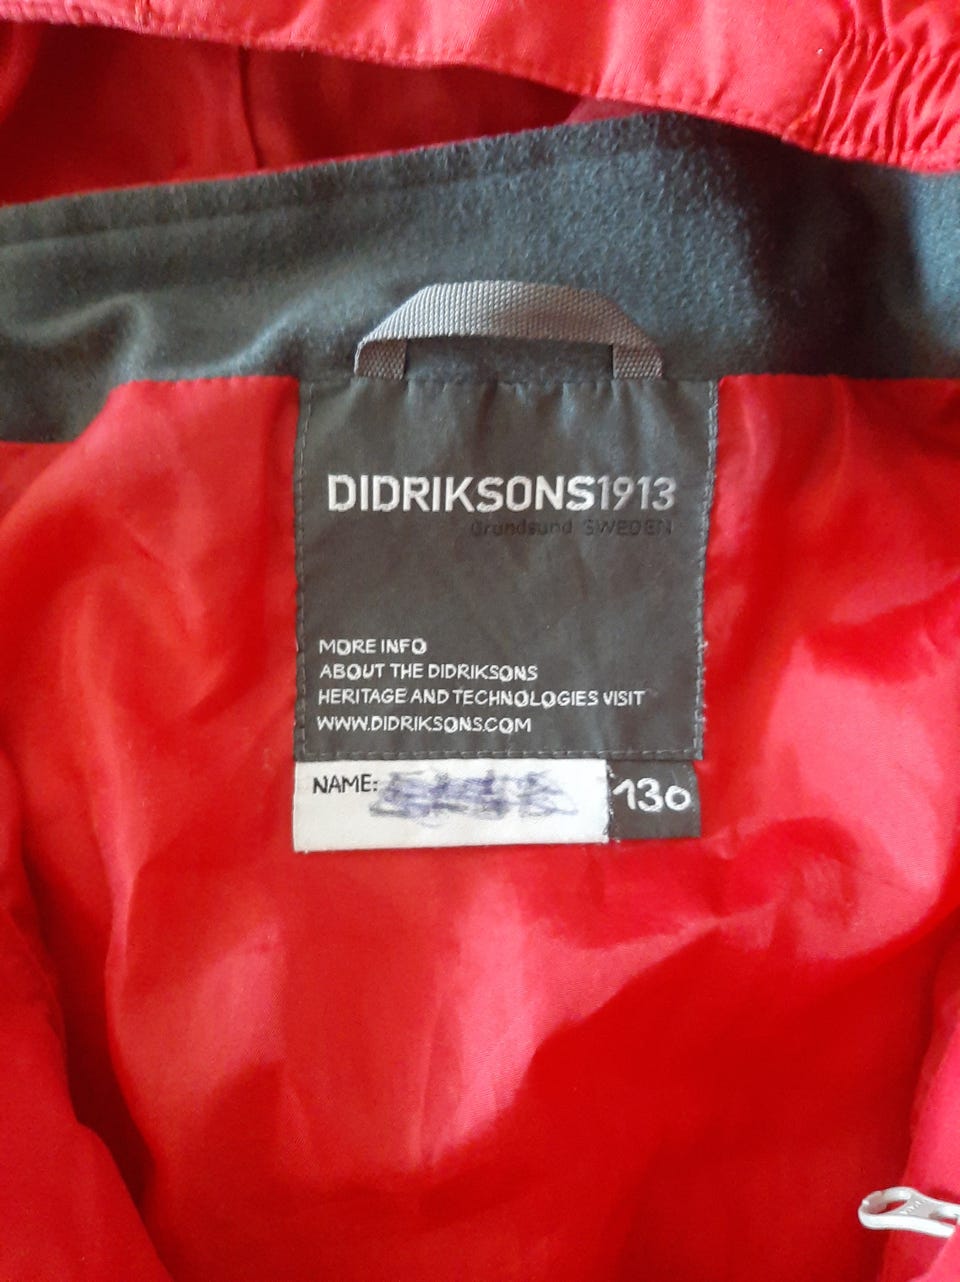 DIDRIKSONS1913
Grundsund SWEDEN
MORE INFO
ABOUT THE DIDRIKSONS
HERITAGE AND TECHNOLOGIES VISIT
WWW.DIDRIKSONS.COM
NAME:
130